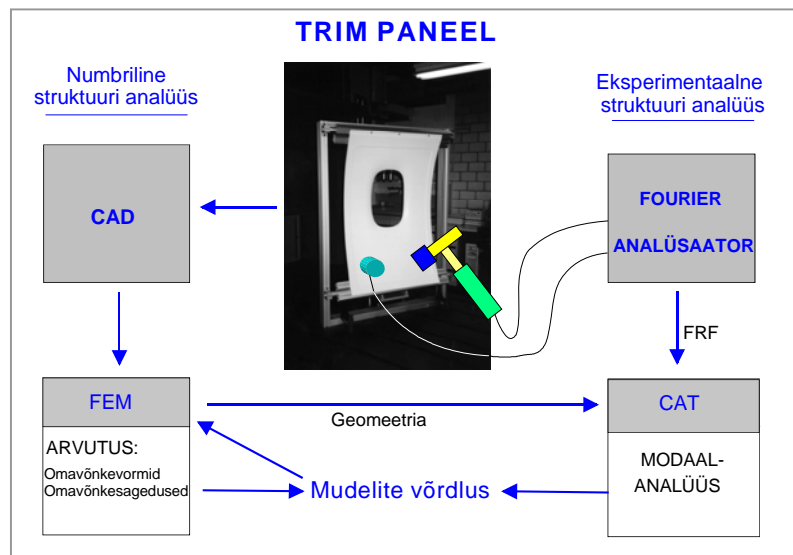 TRIM PANEEL
Numbriline
struktuuri analüüs
Eksperimentaalne
struktuuri analüüs
CAD
FOURIER
ANALÜSAATOR
FRF
FEM
Geomeetria
CAT
ARVUTUS:
Omavõnkevormid
Omavõnkesagedused
Mudelite võrdlus
MODAAL-
ANALÜÜS